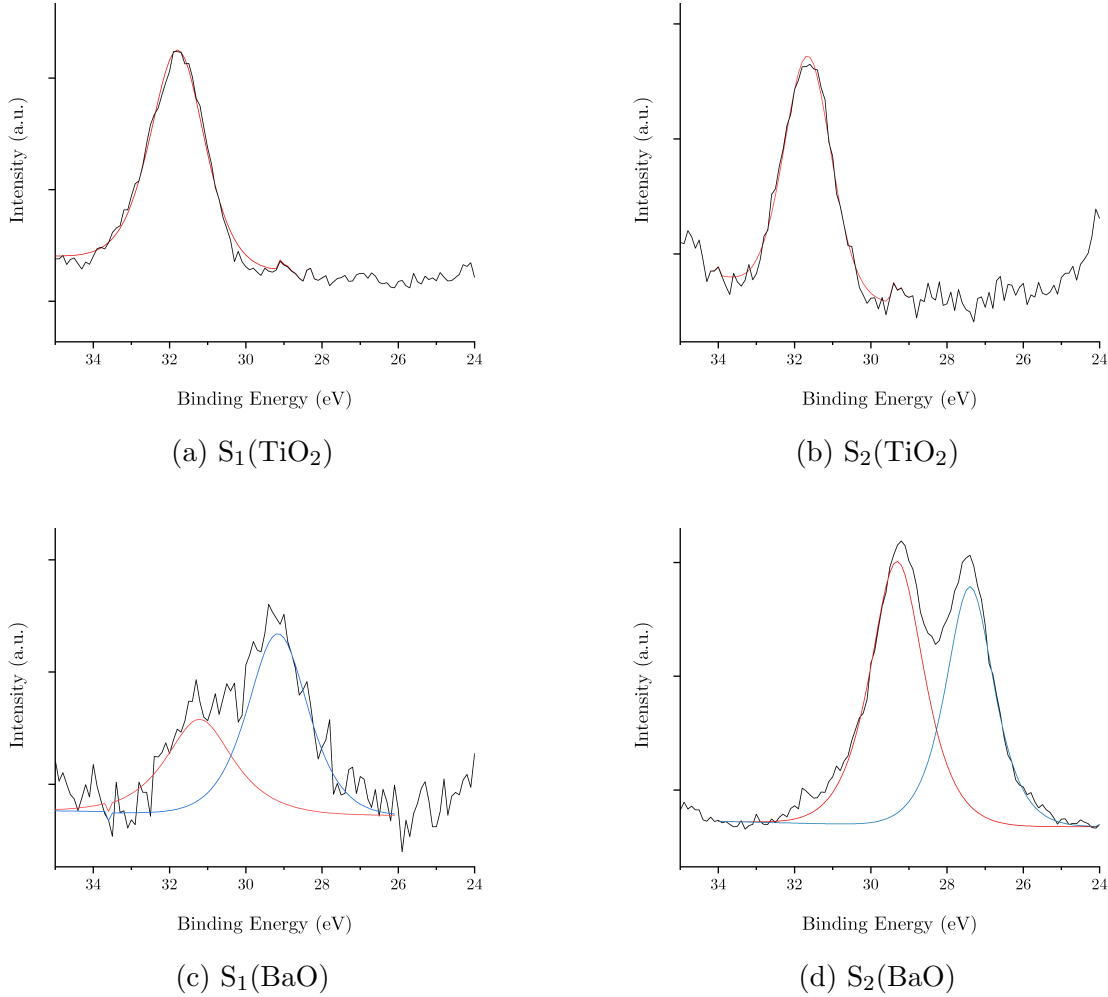 Intensity (a.u.)
34 32 30 28 26 24
Binding Energy (eV)
(a) S₁(TiO₂)
Intensity (a.u.)
34 32 30 28 26 24
Binding Energy (eV)
(b) S₂(TiO₂)
Intensity (a.u.)
34 32 30 28 26 24
Binding Energy (eV)
(c) S₁(BaO)
Intensity (a.u.)
34 32 30 28 26 24
Binding Energy (eV)
(d) S₂(BaO)